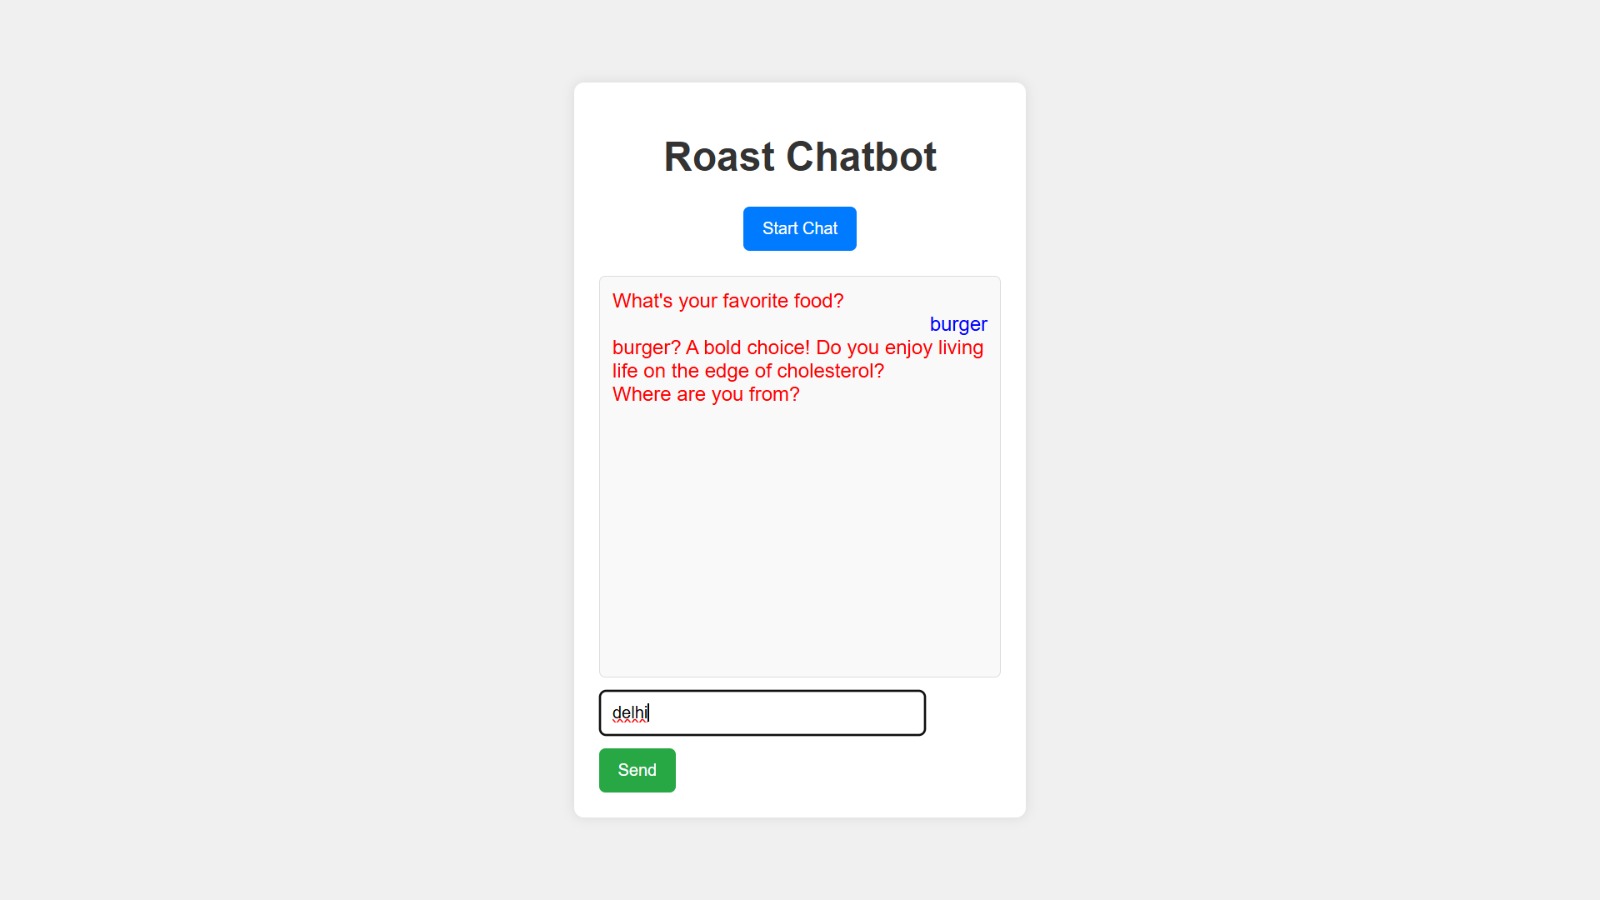 Roast Chatbot
Start Chat
What's your favorite food?
burger
burger? A bold choice! Do you enjoy living
life on the edge of cholesterol?
Where are you from?
delhi
Send